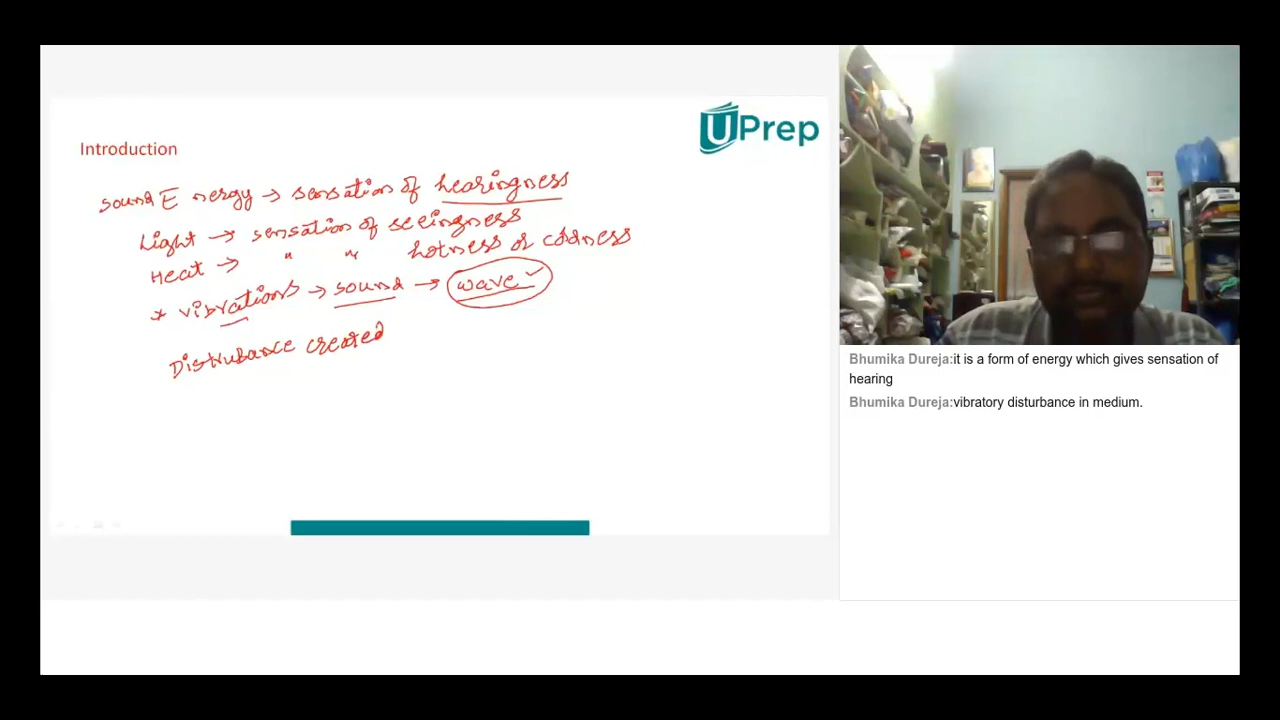 UPrep
Introduction
sound Energy → sensation of hearingness
Light → sensation of seeingness
Heat → " " hotness or coldness
* vibrations → sound → wave ✓
Distrubance created
Bhumika Dureja:it is a form of energy which gives sensation of
hearing
Bhumika Dureja:vibratory disturbance in medium.